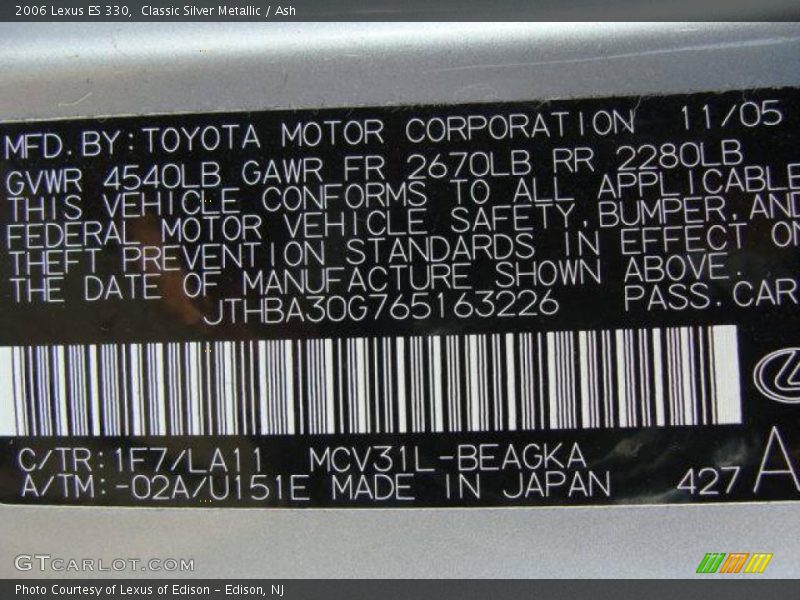 2006 Lexus ES 330,  Classic Silver Metallic / Ash
MFD. BY: TOYOTA MOTOR CORPORATION 11/05
GVWR 4540LB GAWR FR 2670LB RR 2280LB
THIS VEHICLE CONFORMS TO ALL APPLICABLE
FEDERAL MOTOR VEHICLE SAFETY, BUMPER, AND
THEFT PREVENTION STANDARDS IN EFFECT ON
THE DATE OF MANUFACTURE SHOWN ABOVE.
JTHBA30G765163226 PASS. CAR
C/TR: 1F7/LA11 MCV31L-BEAGKA
A/TM: -02A/U151E MADE IN JAPAN 427 A
GTCARLOT.COM
Photo Courtesy of Lexus of Edison - Edison, NJ